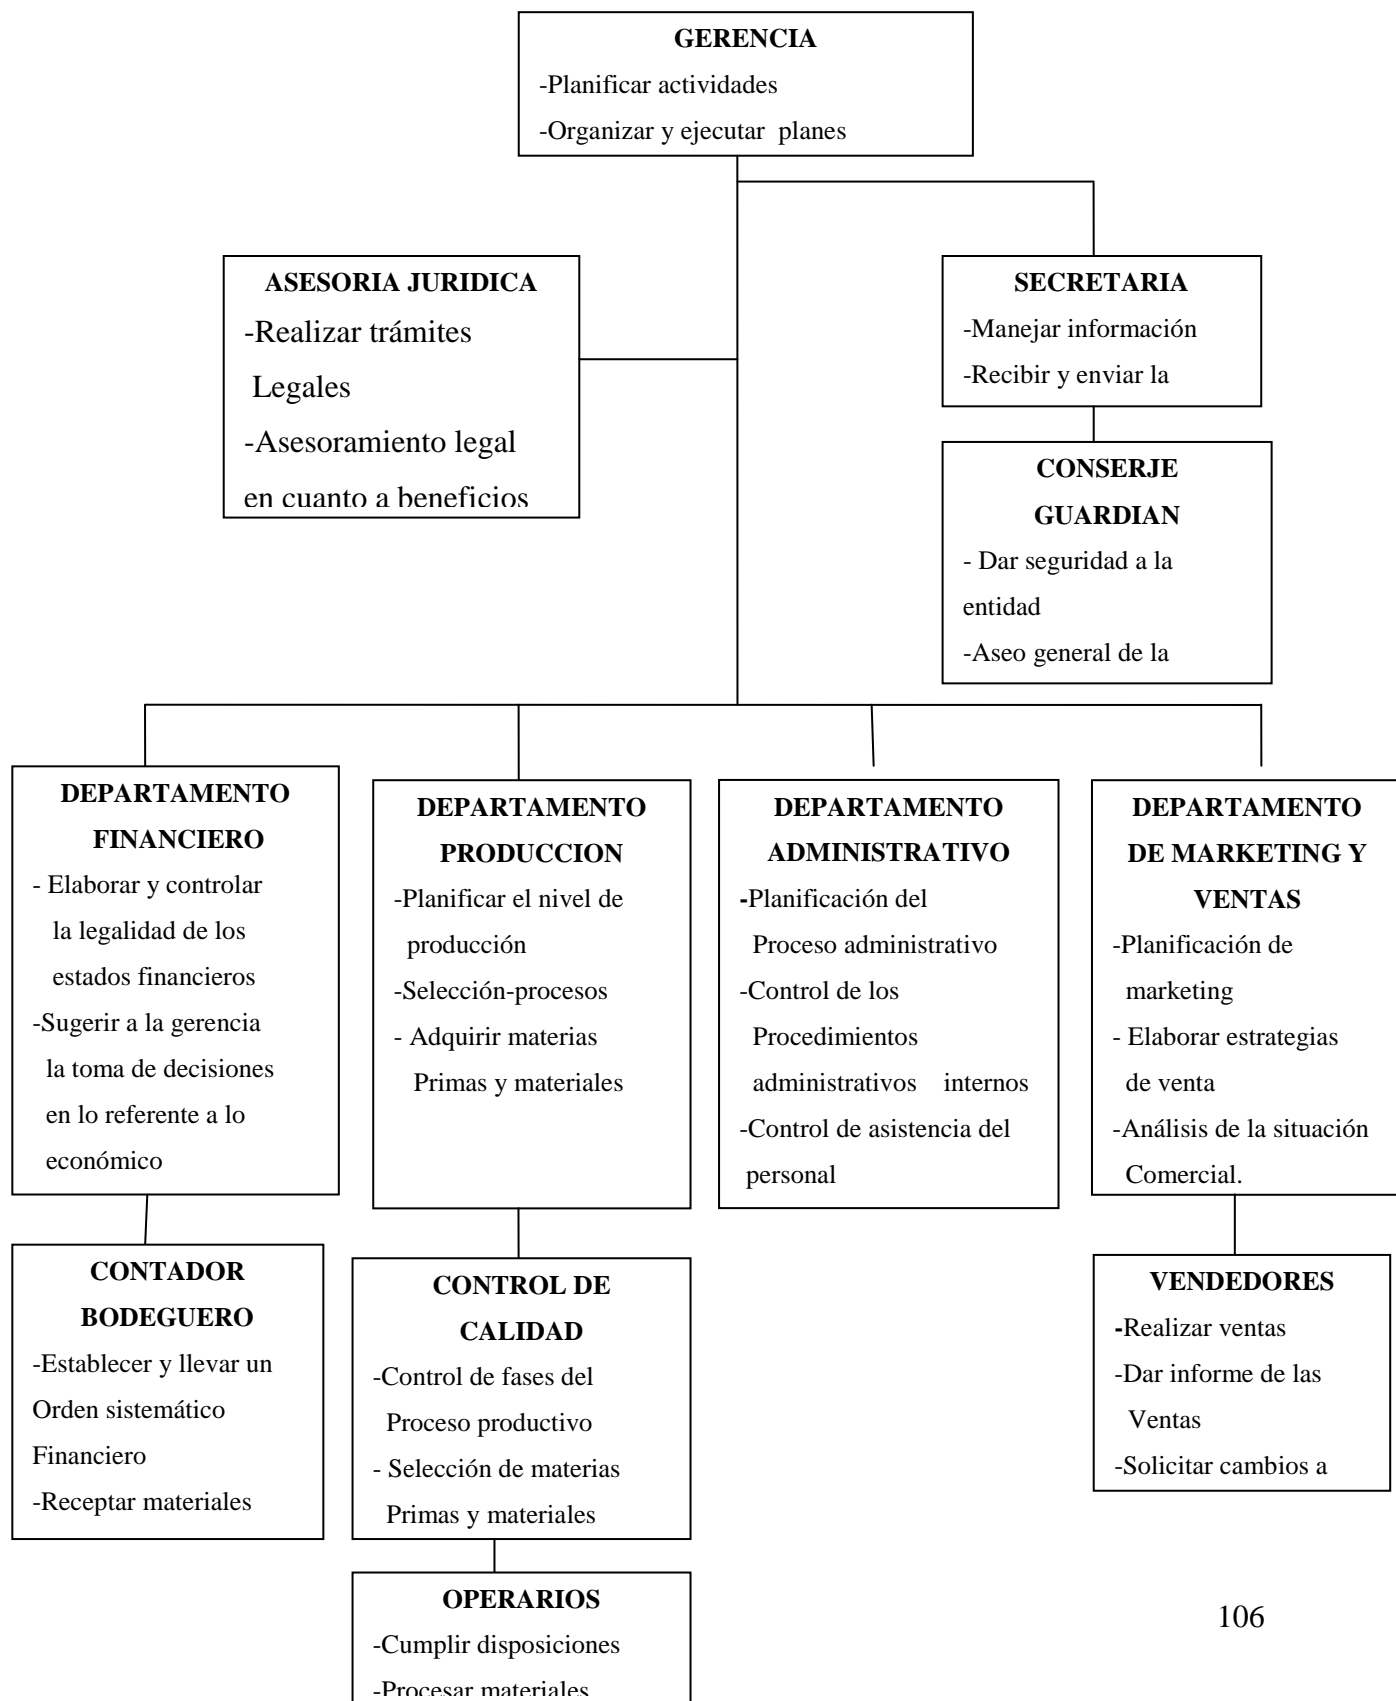 GERENCIA
-Planificar actividades
-Organizar y ejecutar planes
ASESORIA JURIDICA
-Realizar trámites
Legales
-Asesoramiento legal
en cuanto a beneficios
SECRETARIA
-Manejar información
-Recibir y enviar la
CONSERJE
GUARDIAN
- Dar seguridad a la
entidad
-Aseo general de la
DEPARTAMENTO
FINANCIERO
- Elaborar y controlar
la legalidad de los
estados financieros
-Sugerir a la gerencia
la toma de decisiones
en lo referente a lo
económico
DEPARTAMENTO
PRODUCCION
-Planificar el nivel de
producción
-Selección-procesos
- Adquirir materias
Primas y materiales
DEPARTAMENTO
ADMINISTRATIVO
-Planificación del
Proceso administrativo
-Control de los
Procedimientos
administrativos internos
-Control de asistencia del
personal
DEPARTAMENTO
DE MARKETING Y
VENTAS
-Planificación de
marketing
- Elaborar estrategias
de venta
-Análisis de la situación
Comercial.
CONTADOR
BODEGUERO
-Establecer y llevar un
Orden sistemático
Financiero
-Receptar materiales
CONTROL DE
CALIDAD
-Control de fases del
Proceso productivo
- Selección de materias
Primas y materiales
VENDEDORES
-Realizar ventas
-Dar informe de las
Ventas
-Solicitar cambios a
OPERARIOS
-Cumplir disposiciones
-Procesar materiales
106